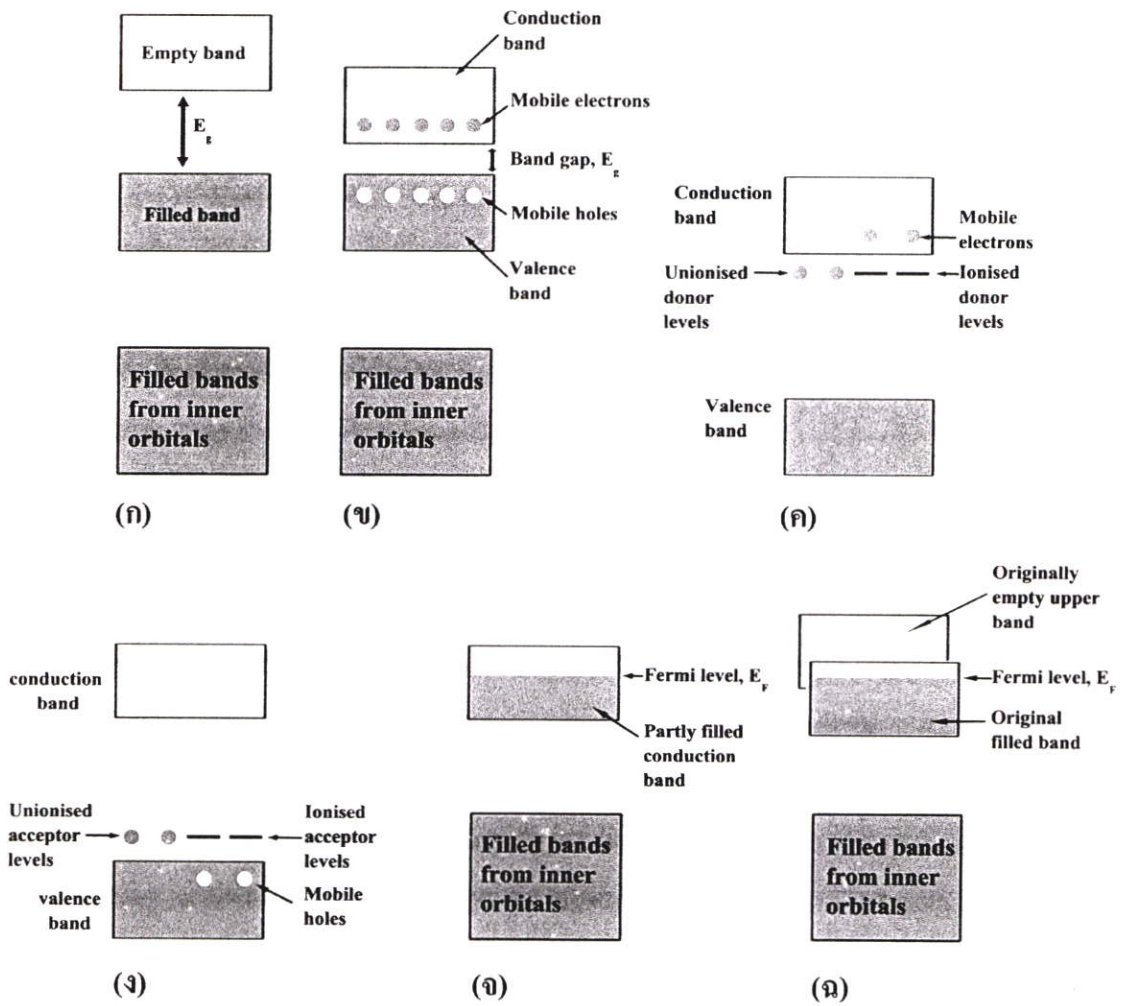 Empty band
E
g
Filled band
Filled bands
from inner
orbitals
(ก)
Conduction
band
Mobile electrons
Band gap, E
g
Mobile holes
Valence
band
Filled bands
from inner
orbitals
(ข)
Conduction
band
Mobile
electrons
Unionised
donor
levels
Ionised
donor
levels
Valence
band
(ค)
conduction
band
Unionised
acceptor
levels
Ionised
acceptor
levels
valence
band
Mobile
holes
(ง)
Fermi level, E
F
Partly filled
conduction
band
Filled bands
from inner
orbitals
(จ)
Originally
empty upper
band
Fermi level, E
F
Original
filled band
Filled bands
from inner
orbitals
(ฉ)